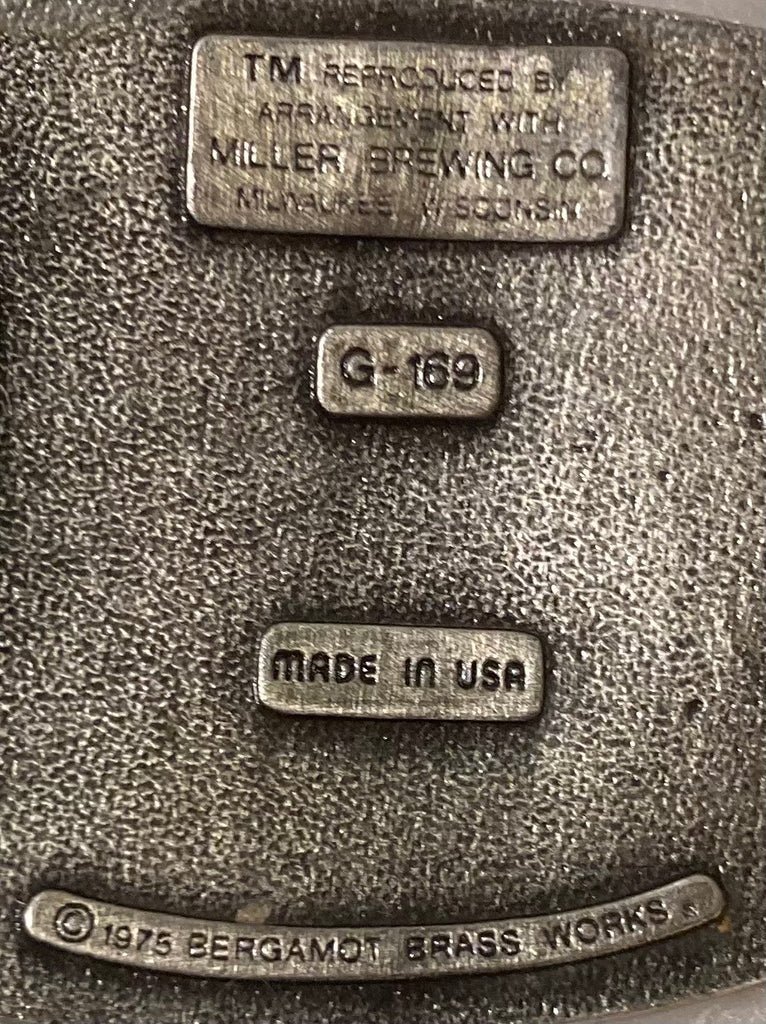 TM REPRODUCED BY
ARRANGEMENT WITH
MILLER BREWING CO.
MILWAUKEE, WISCONSIN
G-169
MADE IN USA
© 1975 BERGAMOT BRASS WORKS